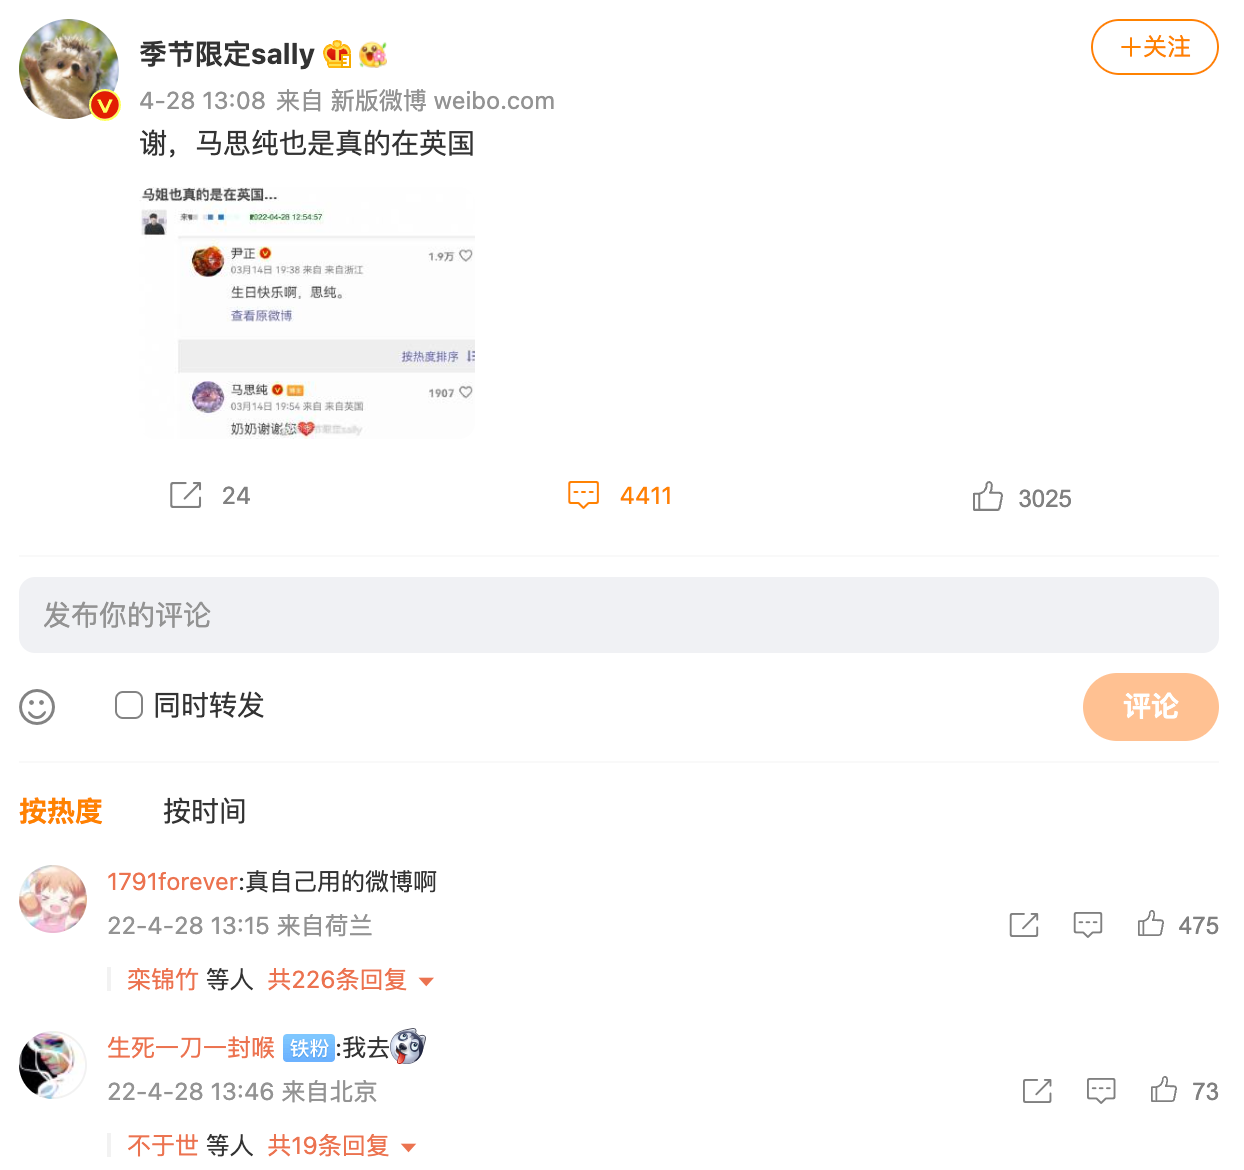 季节限定sally
+关注
4-28 13:08 来自 新版微博 weibo.com
谢，马思纯也是真的在英国
马姐也真的是在英国...
2022-04-28 12:54:57
尹正
1.9万
03月14日 19:38 来自 来自浙江
生日快乐啊，思纯。
查看原微博
按热度排序
马思纯
1907
03月14日 19:54 来自 来自英国
奶奶谢谢您
24
4411
3025
发布你的评论
同时转发
评论
按热度
按时间
1791forever:真自己用的微博啊
22-4-28 13:15 来自荷兰
475
栾锦竹 等人 共226条回复
生死一刀一封喉 铁粉:我去
22-4-28 13:46 来自北京
73
不于世 等人 共19条回复